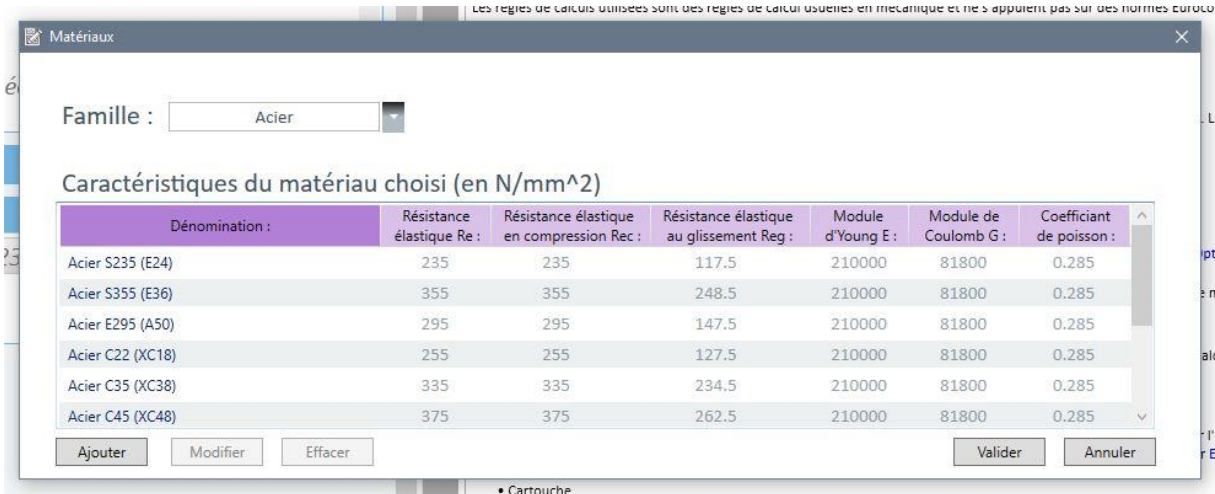 Les règles de calculs utilisées sont des règles de calcul usuelles en mécanique et ne s'appuient pas sur des normes Euroco
Matériaux
Famille :
Acier
Caractéristiques du matériau choisi (en N/mm^2)
Dénomination : Résistance élastique Re : Résistance élastique en compression Rec : Résistance élastique au glissement Reg : Module d'Young E : Module de Coulomb G : Coefficiant de poisson :
Acier S235 (E24) 235 235 117.5 210000 81800 0.285
Acier S355 (E36) 355 355 248.5 210000 81800 0.285
Acier E295 (A50) 295 295 147.5 210000 81800 0.285
Acier C22 (XC18) 255 255 127.5 210000 81800 0.285
Acier C35 (XC38) 335 335 234.5 210000 81800 0.285
Acier C45 (XC48) 375 375 262.5 210000 81800 0.285
Ajouter Modifier Effacer Valider Annuler
• Cartouche